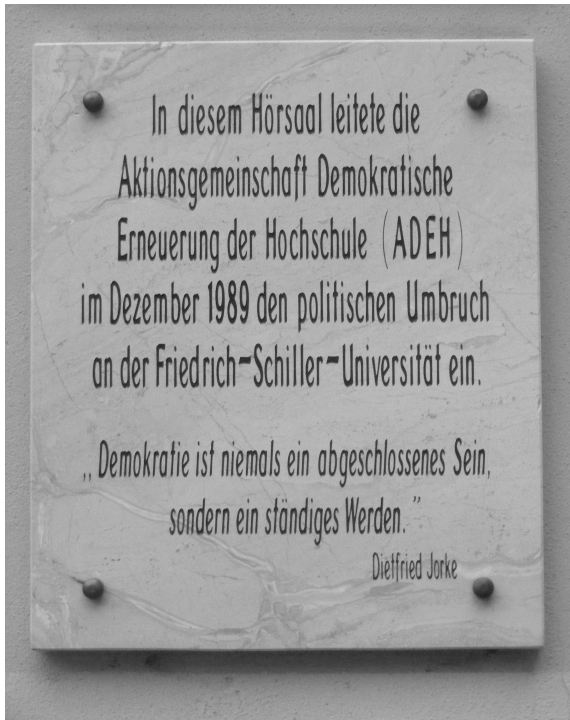 In diesem Hörsaal leitete die
Aktionsgemeinschaft Demokratische
Erneuerung der Hochschule (ADEH)
im Dezember 1989 den politischen Umbruch
an der Friedrich-Schiller-Universität ein.
„Demokratie ist niemals ein abgeschlossenes Sein,
sondern ein ständiges Werden.”
Dietfried Jorke